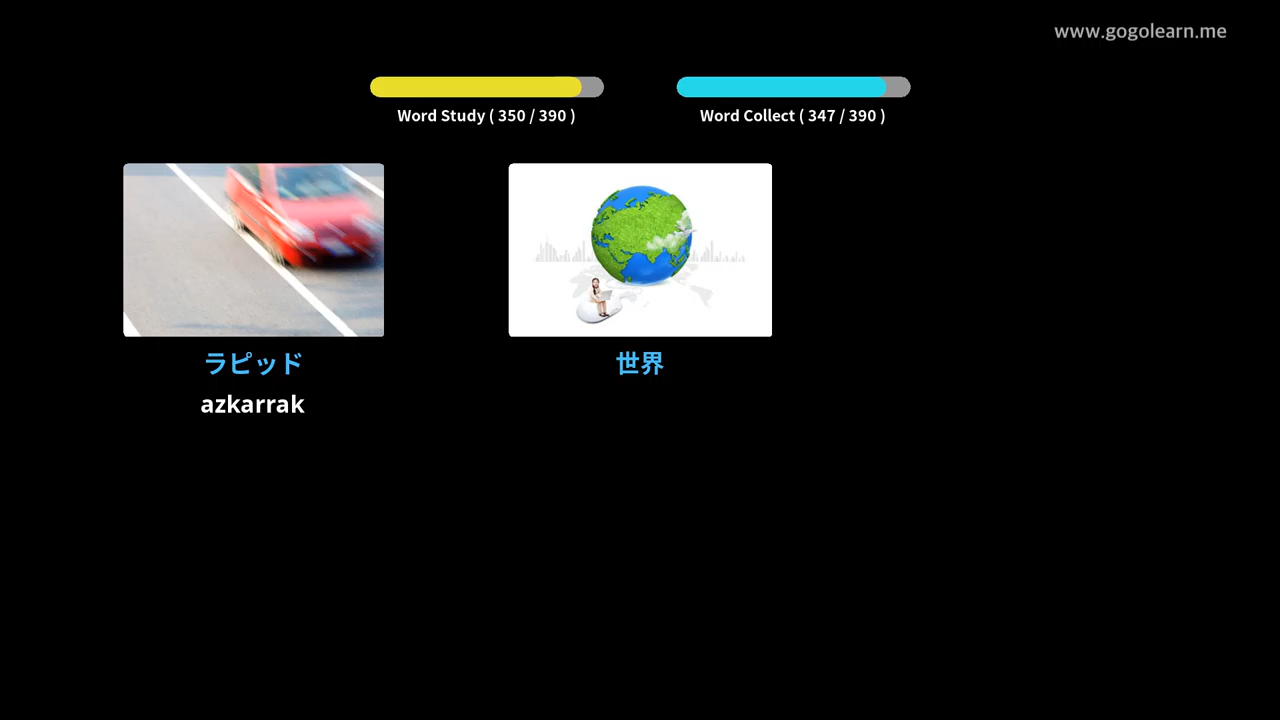 www.gogolearn.me
Word Study ( 350 / 390 )
Word Collect ( 347 / 390 )
ラピッド
世界
azkarrak